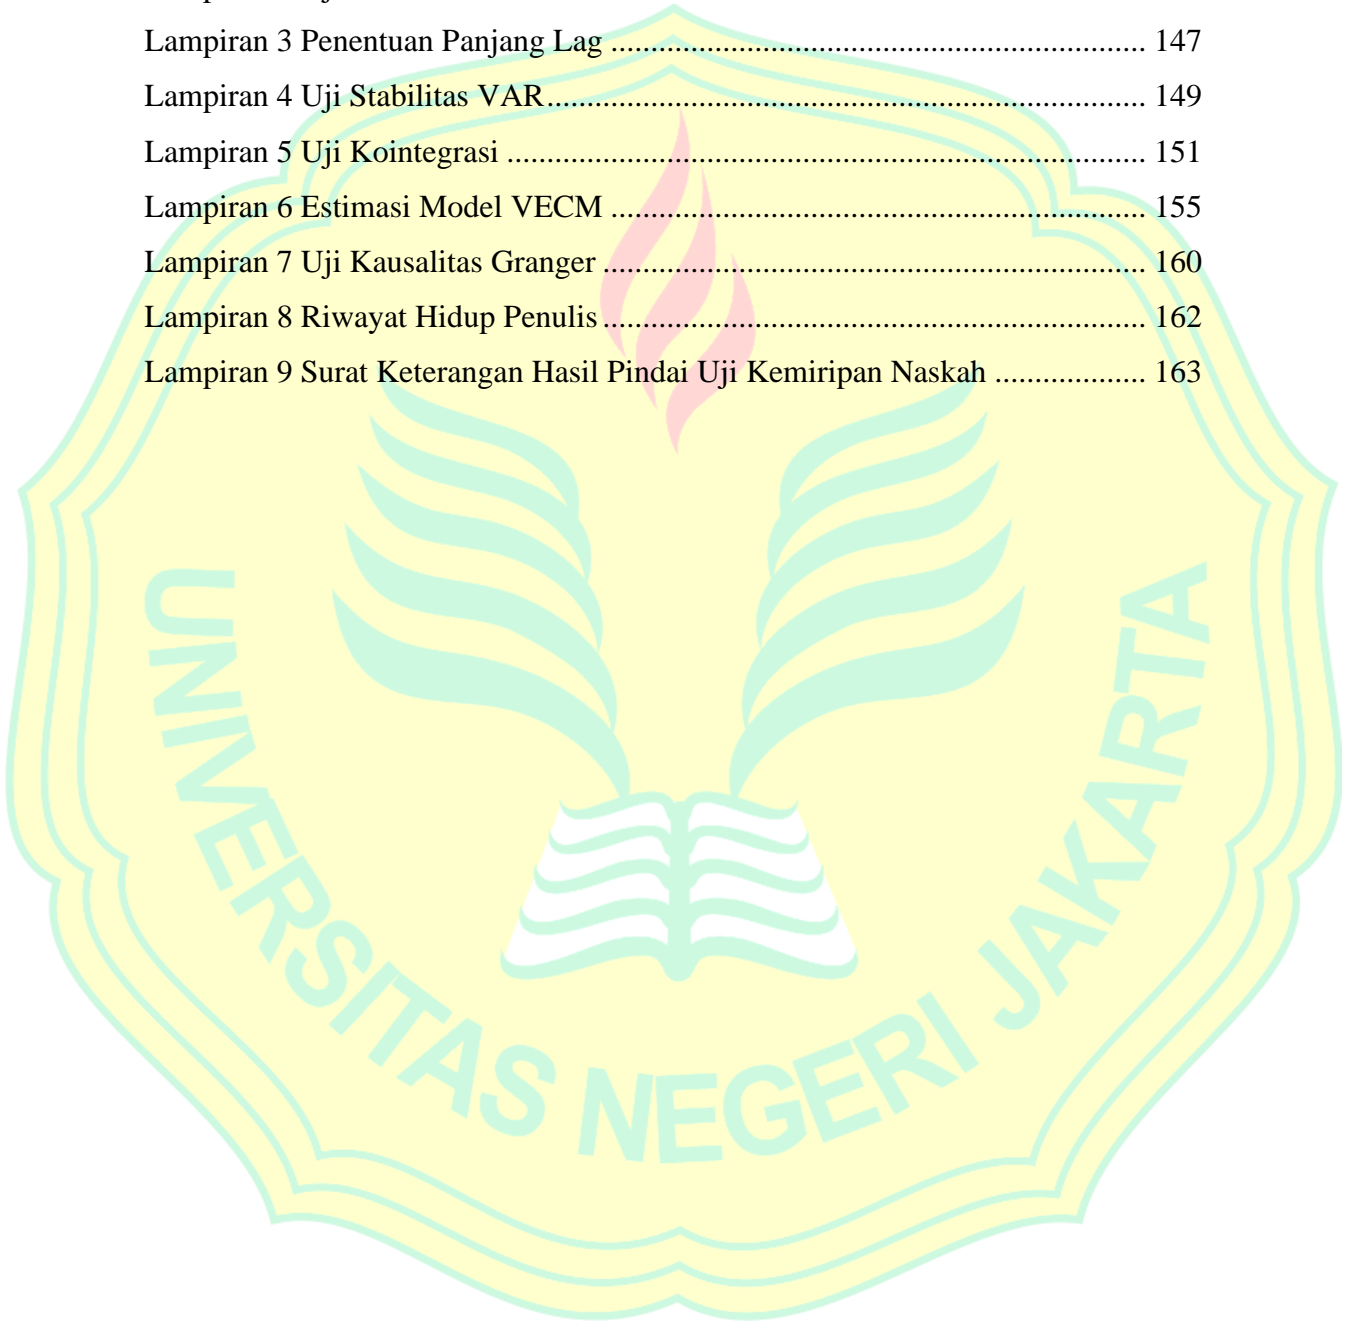 Lampiran 3 Penentuan Panjang Lag ................................................................. 147
Lampiran 4 Uji Stabilitas VAR......................................................................... 149
Lampiran 5 Uji Kointegrasi .............................................................................. 151
Lampiran 6 Estimasi Model VECM ................................................................. 155
Lampiran 7 Uji Kausalitas Granger .................................................................. 160
Lampiran 8 Riwayat Hidup Penulis .................................................................. 162
Lampiran 9 Surat Keterangan Hasil Pindai Uji Kemiripan Naskah .................. 163
UNIVERSITAS NEGERI JAKARTA